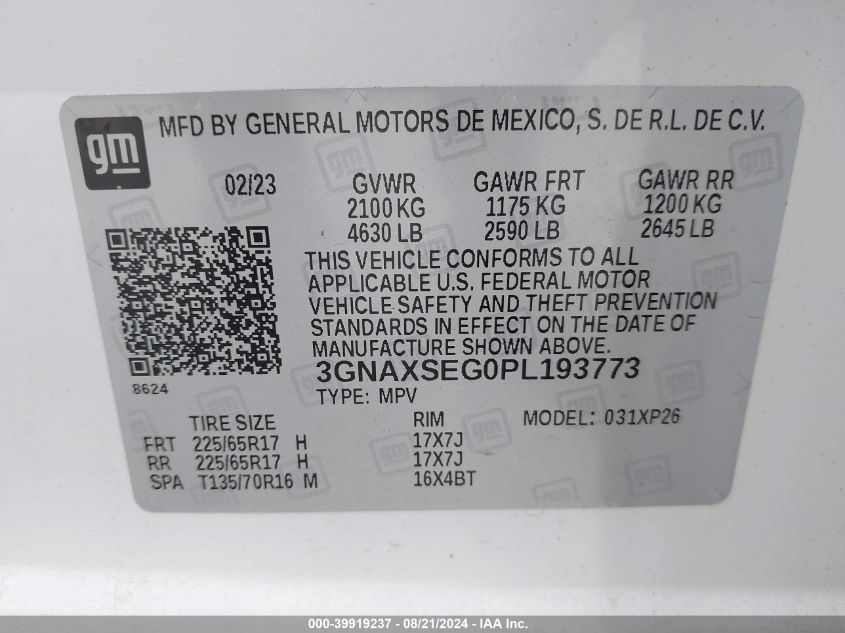 gm
MFD BY GENERAL MOTORS DE MEXICO, S. DE R.L. DE C.V.
02/23 GVWR GAWR FRT GAWR RR
2100 KG 1175 KG 1200 KG
4630 LB 2590 LB 2645 LB
THIS VEHICLE CONFORMS TO ALL
APPLICABLE U.S. FEDERAL MOTOR
VEHICLE SAFETY AND THEFT PREVENTION
STANDARDS IN EFFECT ON THE DATE OF
MANUFACTURE SHOWN ABOVE.
3GNAXSEG0PL193773
8624
TYPE: MPV
TIRE SIZE RIM MODEL: 031XP26
FRT 225/65R17 H 17X7J
RR 225/65R17 H 17X7J
SPA T135/70R16 M 16X4BT
000-39919237 - 08/21/2024 - IAA Inc.